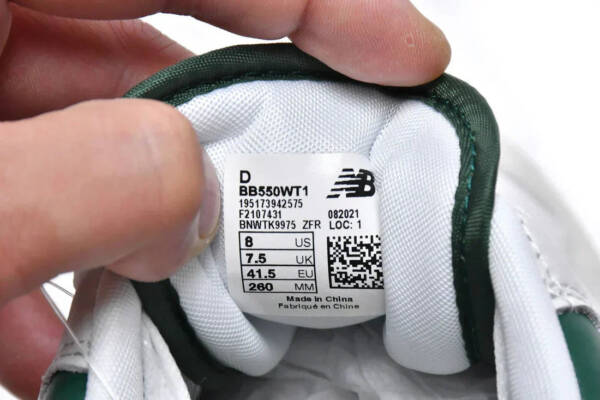 D
BB550WT1
195173942575
F2107431
BNWTK9975 ZFR
NB
082021
LOC: 1
8 US
7.5 UK
41.5 EU
260 MM
Made in China
Fabriqué en Chine